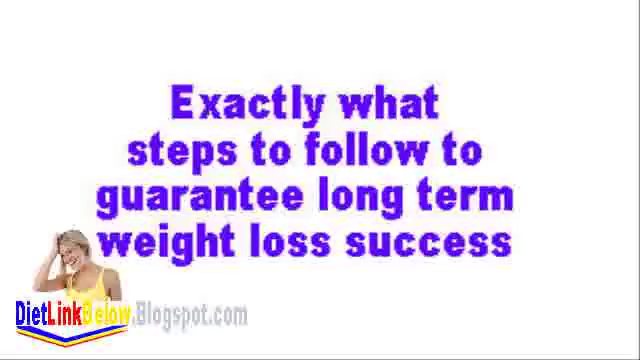 Exactly what
steps to follow to
guarantee long term
weight loss success
DietLinkBelow.Blogspot.com